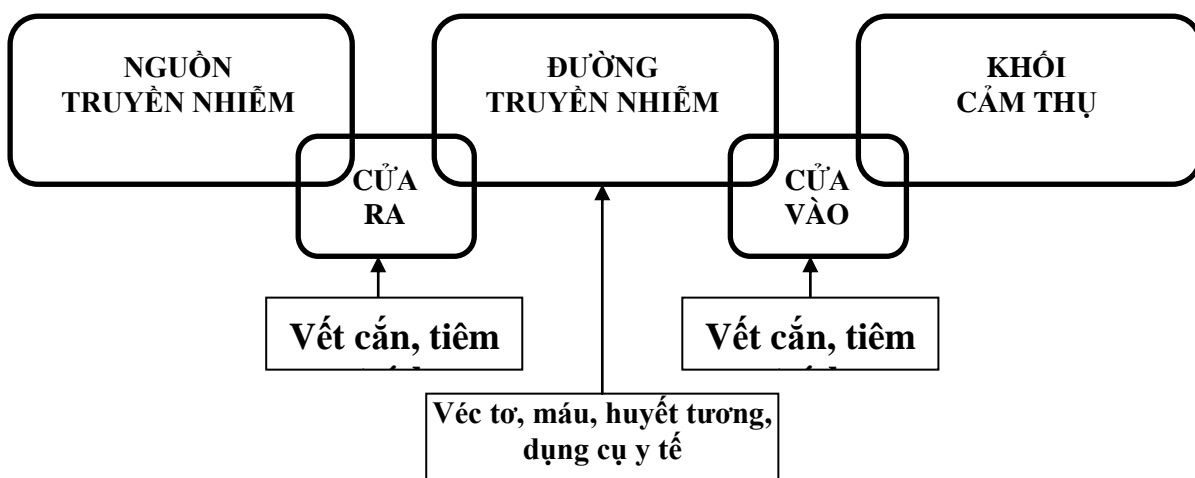 NGUỒN
TRUYỀN NHIỄM
ĐƯỜNG
TRUYỀN NHIỄM
KHỐI
CẢM THỤ
CỬA
RA
CỬA
VÀO
Vết cắn, tiêm
Vết cắn, tiêm
Véc tơ, máu, huyết tương,
dụng cụ y tế